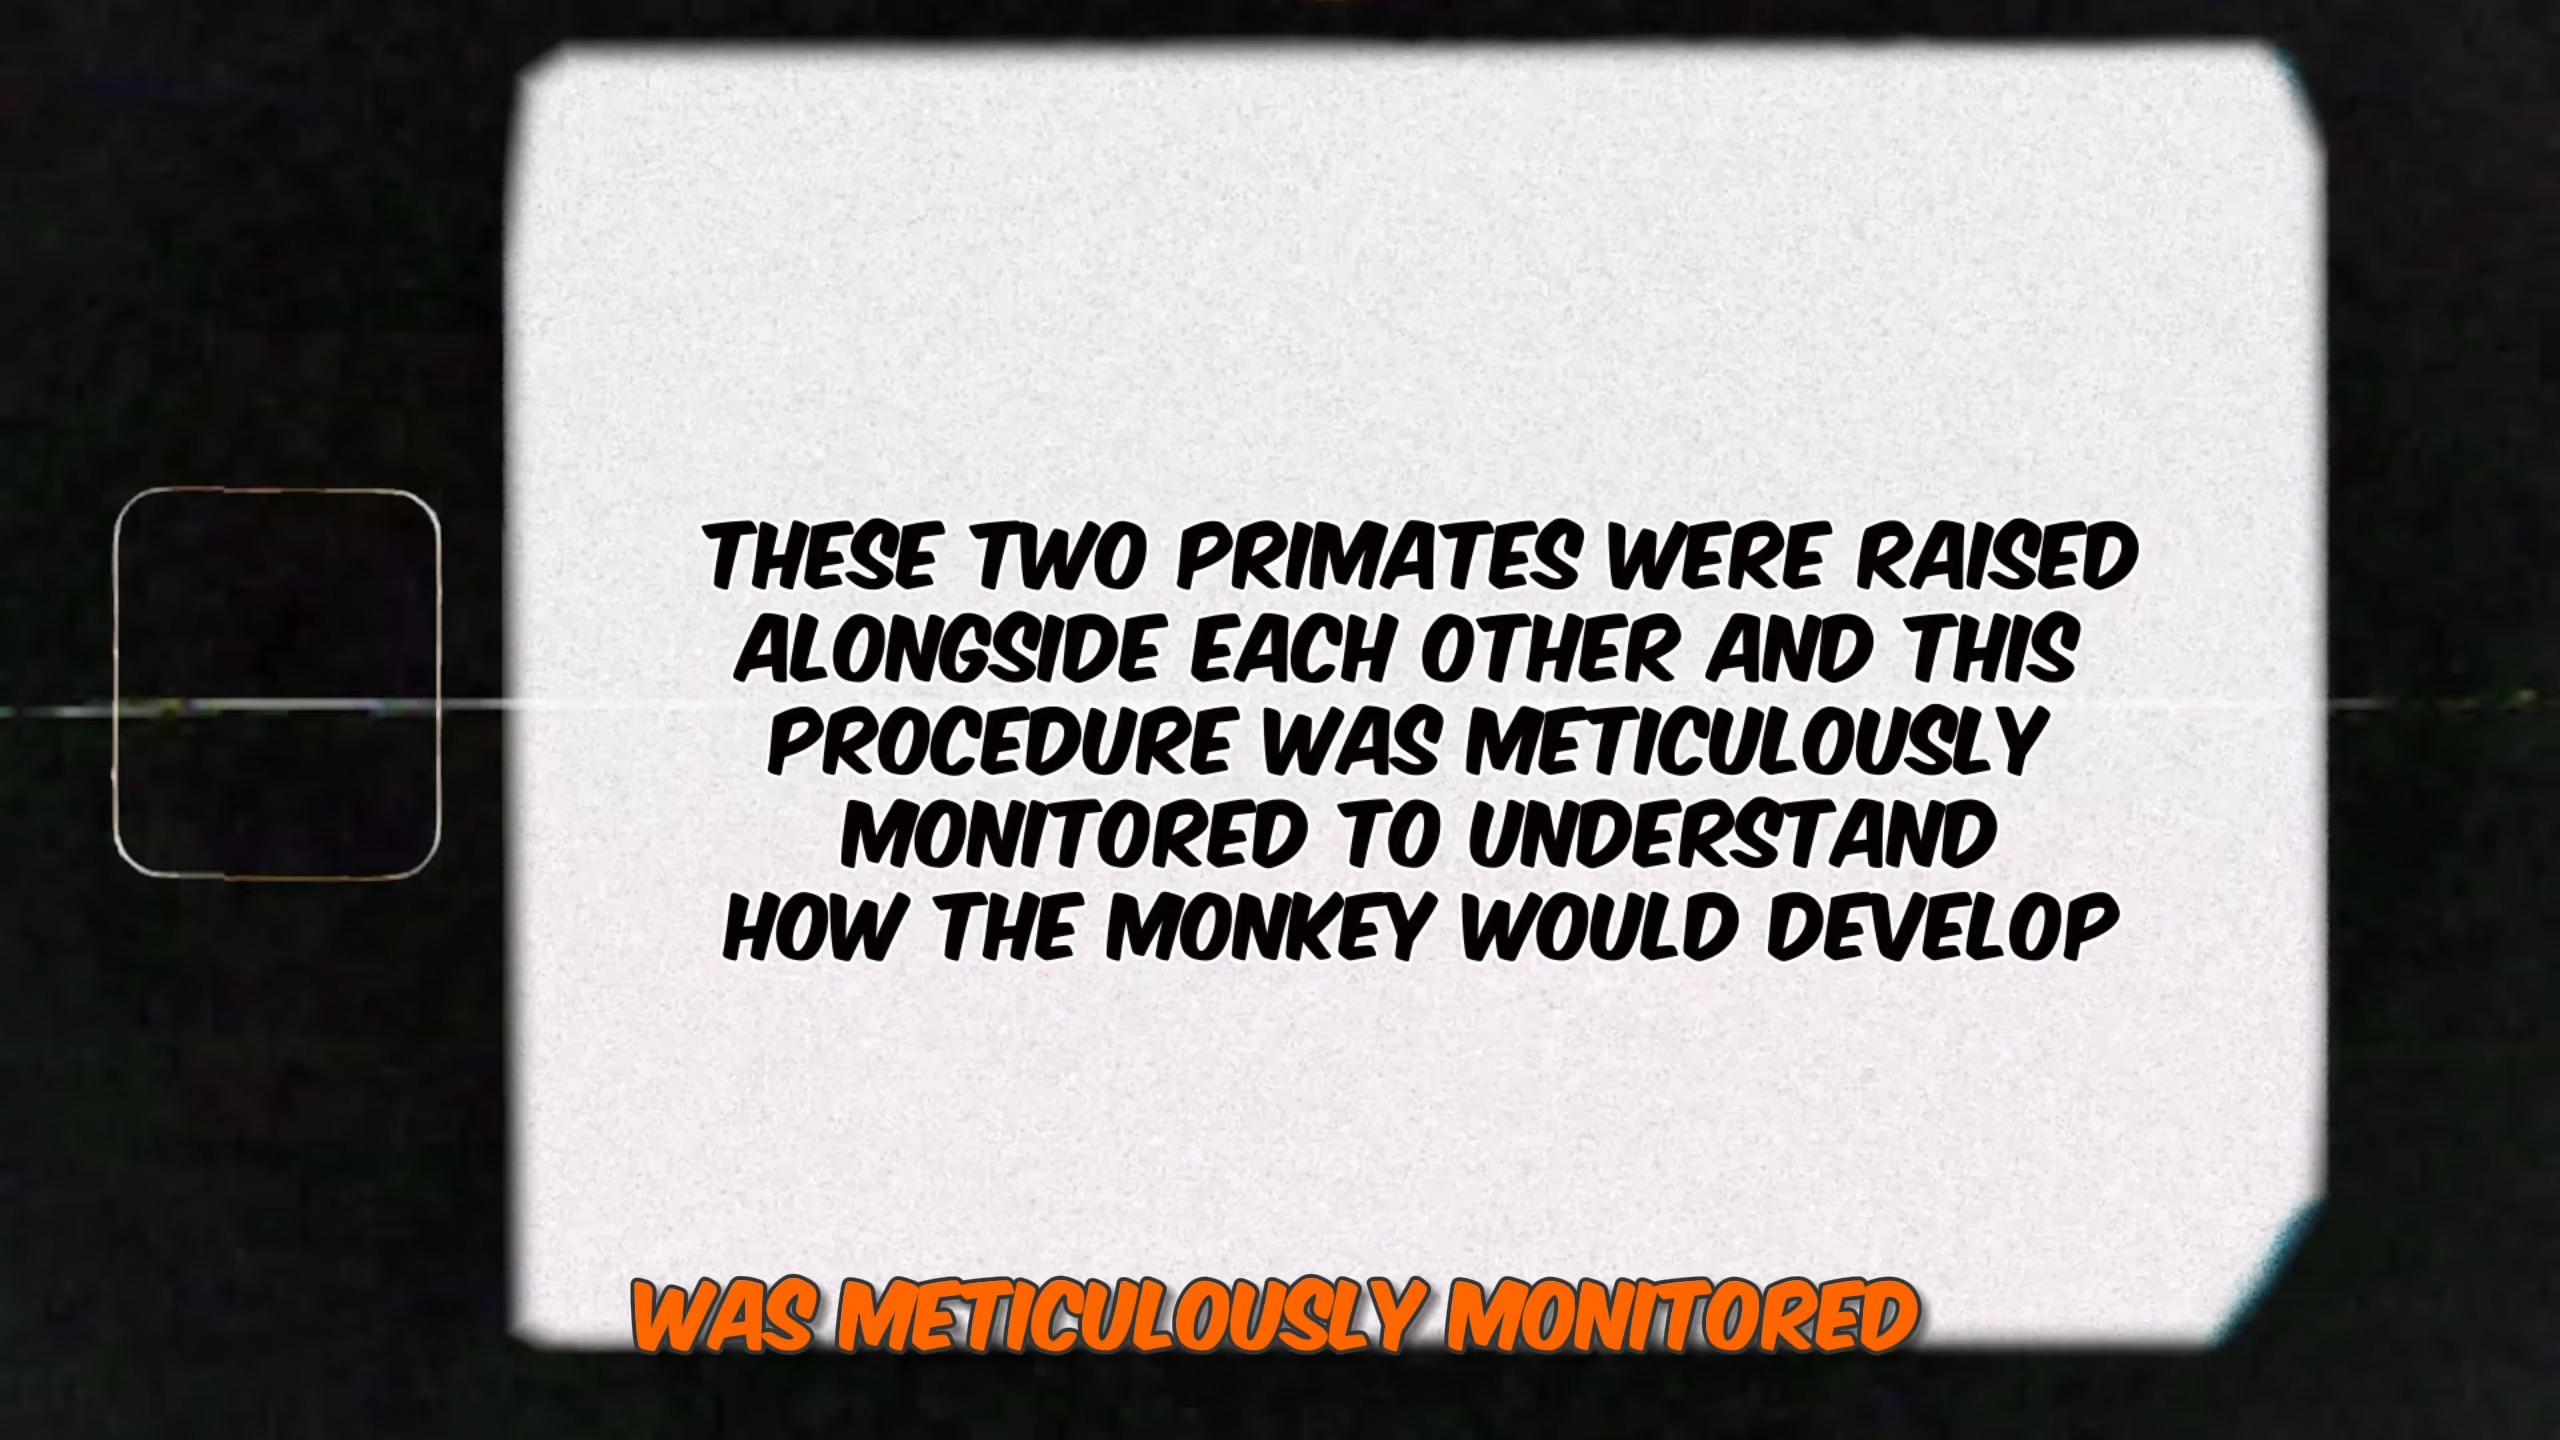 THESE TWO PRIMATES WERE RAISED
ALONGSIDE EACH OTHER AND THIS
PROCEDURE WAS METICULOUSLY
MONITORED TO UNDERSTAND
HOW THE MONKEY WOULD DEVELOP
WAS METICULOUSLY MONITORED